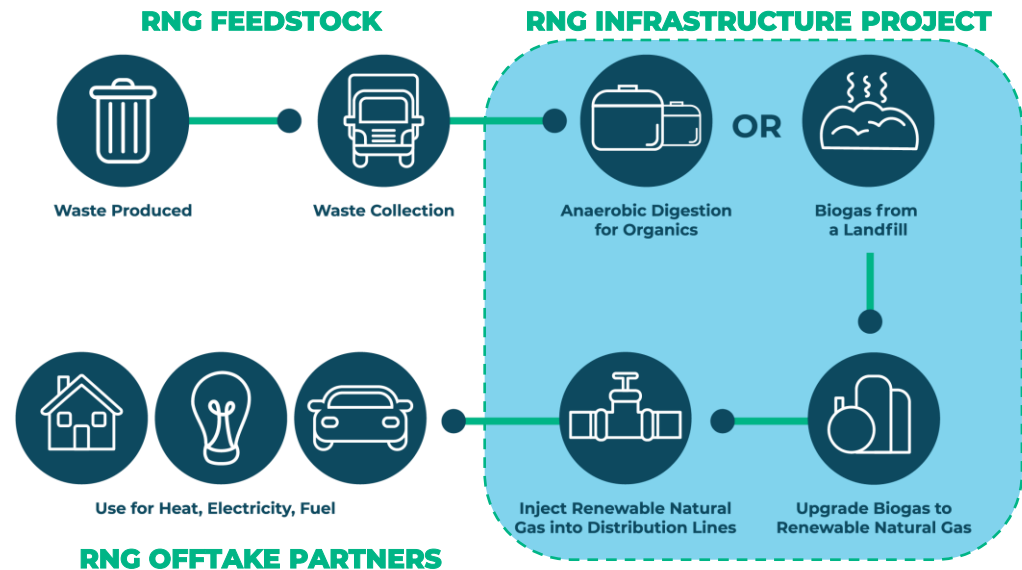 RNG FEEDSTOCK
RNG INFRASTRUCTURE PROJECT
Waste Produced
Waste Collection
Anaerobic Digestion
for Organics
OR
Biogas from
a Landfill
Upgrade Biogas to
Renewable Natural Gas
Inject Renewable Natural
Gas into Distribution Lines
Use for Heat, Electricity, Fuel
RNG OFFTAKE PARTNERS